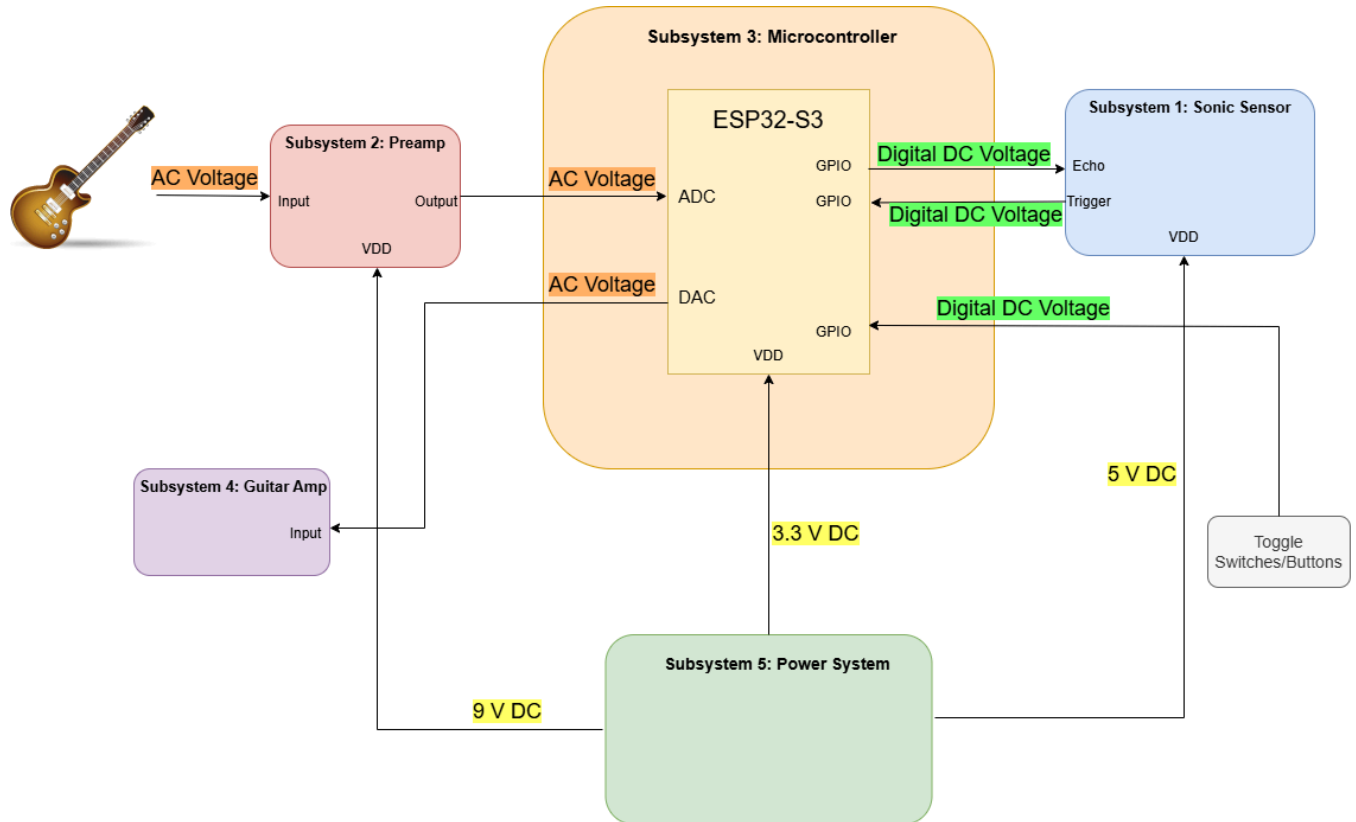 Subsystem 3: Microcontroller
ESP32-S3
GPIO
GPIO
GPIO
ADC
DAC
VDD
Subsystem 1: Sonic Sensor
Echo
Trigger
VDD
Digital DC Voltage
Digital DC Voltage
Digital DC Voltage
Subsystem 2: Preamp
Input
Output
VDD
AC Voltage
AC Voltage
AC Voltage
Subsystem 4: Guitar Amp
Input
5 V DC
3.3 V DC
9 V DC
Toggle
Switches/Buttons
Subsystem 5: Power System